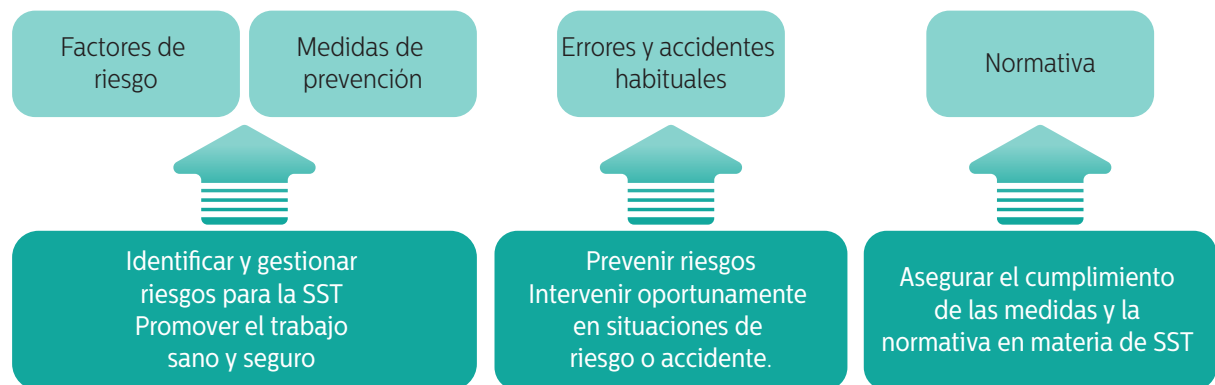 Factores de
riesgo
Medidas de
prevención
Errores y accidentes
habituales
Normativa
Identificar y gestionar
riesgos para la SST
Promover el trabajo
sano y seguro
Prevenir riesgos
Intervenir oportunamente
en situaciones de
riesgo o accidente.
Asegurar el cumplimiento
de las medidas y la
normativa en materia de SST